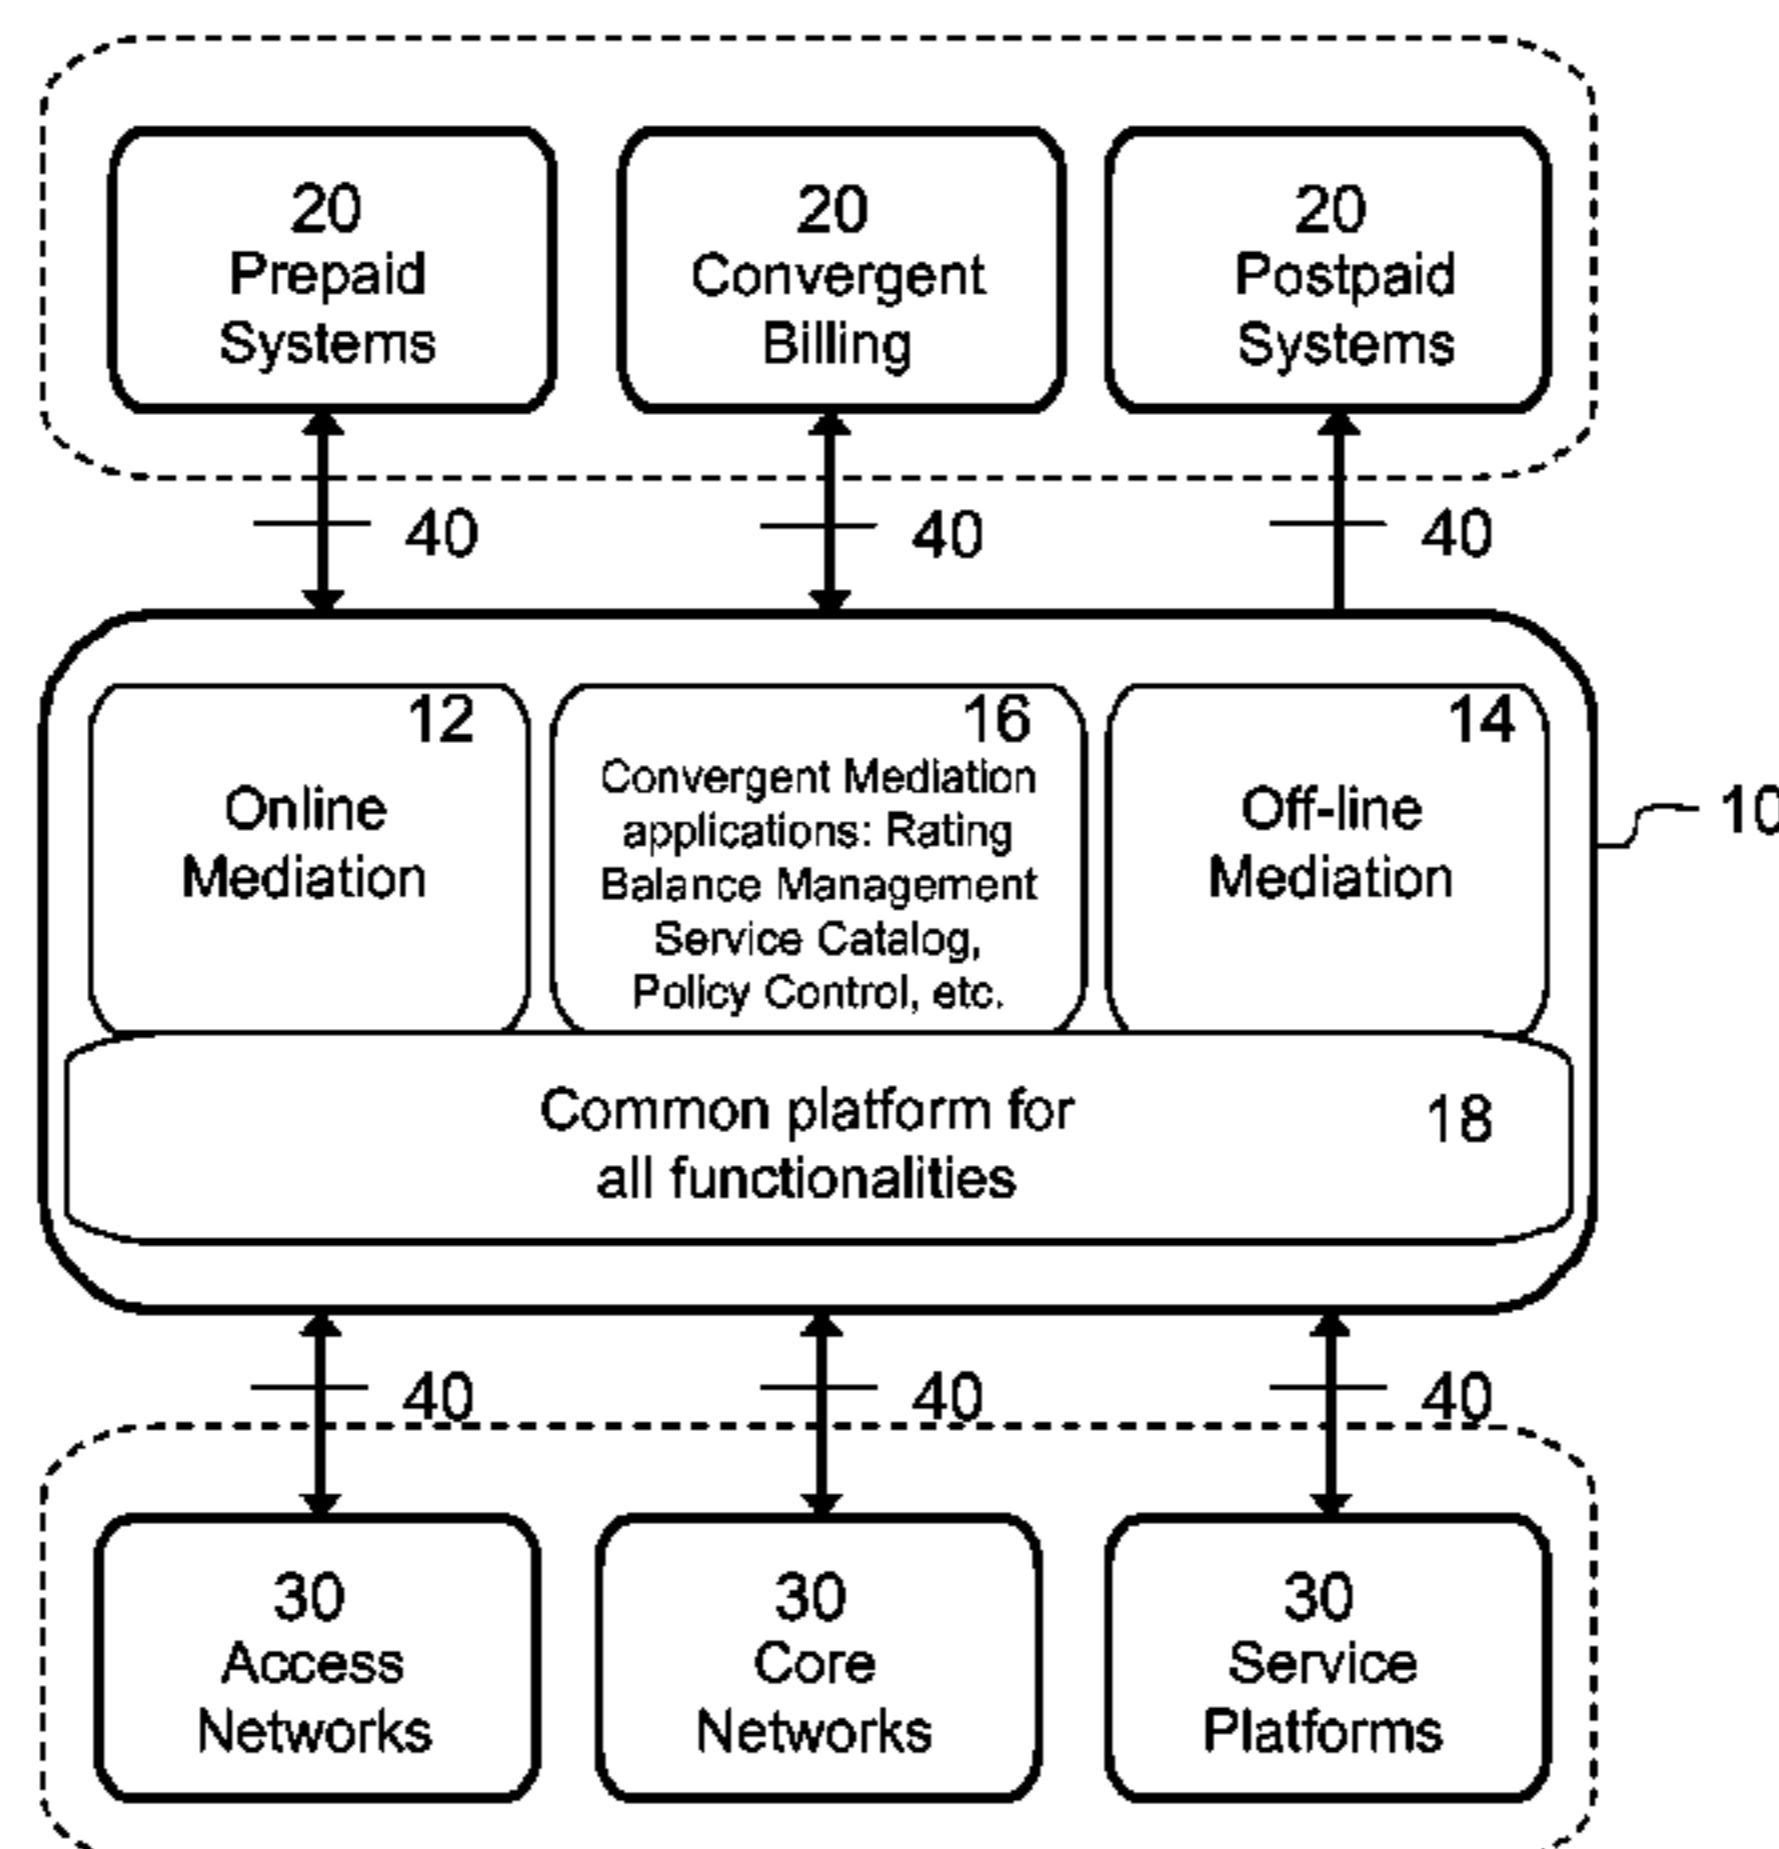 20
Prepaid
Systems
20
Convergent
Billing
20
Postpaid
Systems
40
40
40
12
Online
Mediation
16
Convergent Mediation
applications: Rating
Balance Management
Service Catalog,
Policy Control, etc.
14
Off-line
Mediation
10
Common platform for
all functionalities
18
40
40
40
30
Access
Networks
30
Core
Networks
30
Service
Platforms